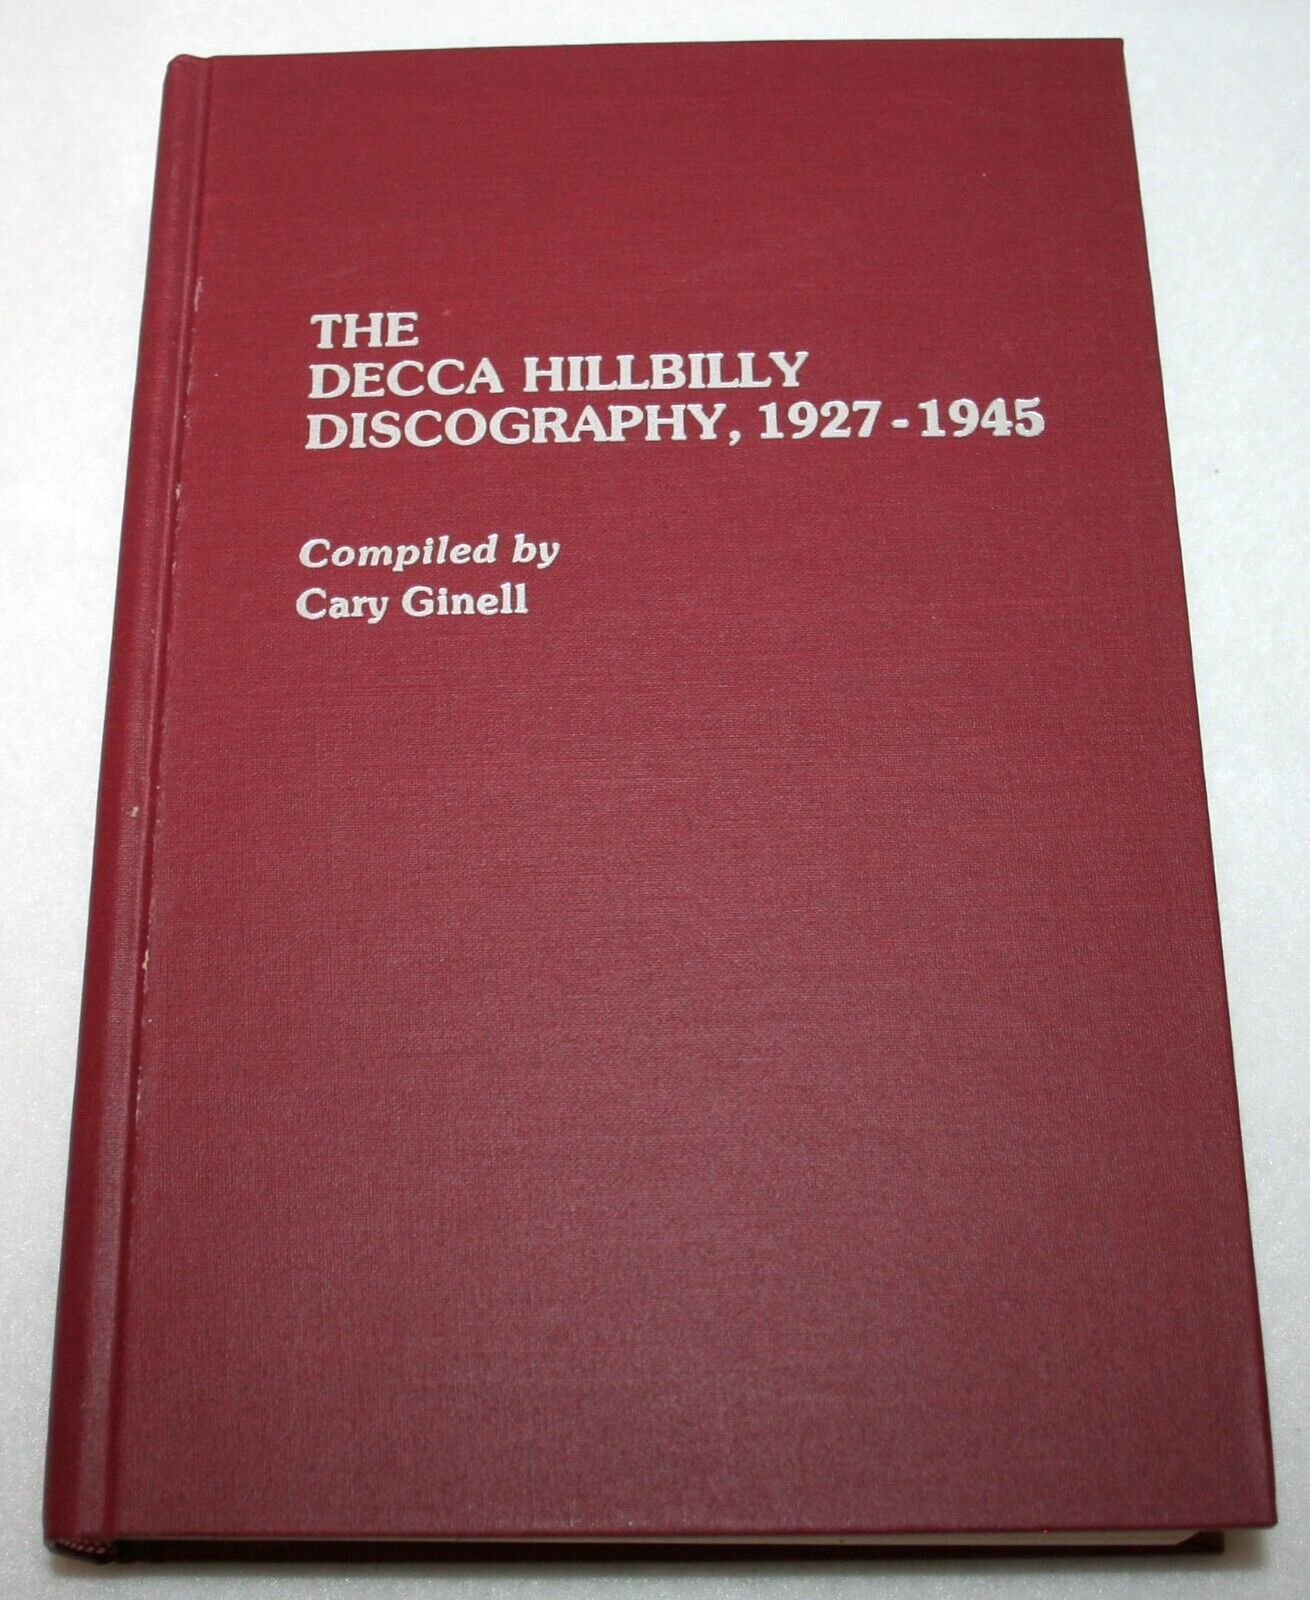 THE
DECCA HILLBILLY
DISCOGRAPHY, 1927-1945
Compiled by
Cary Ginell